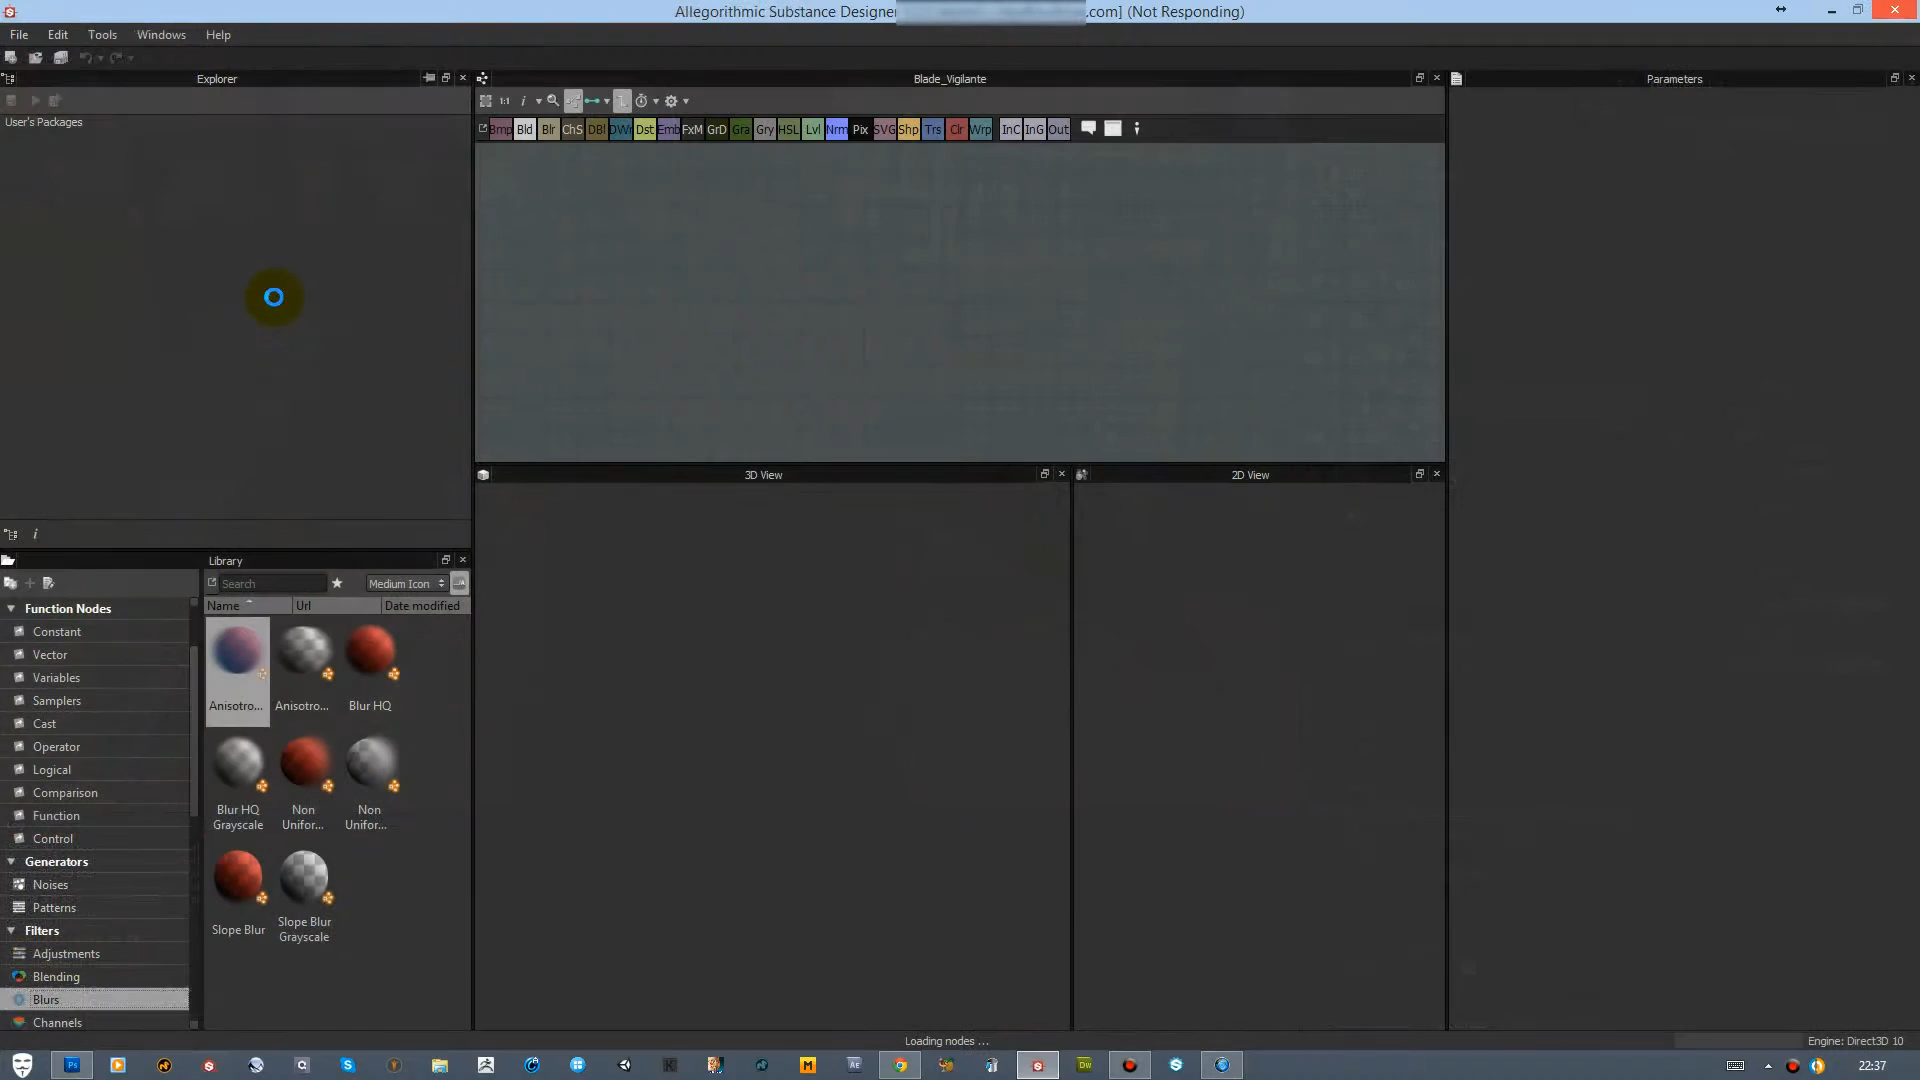 Allegorithmic Substance Designer
.com] (Not Responding)
File Edit Tools Windows Help
Explorer
Blade_Vigilante
Parameters
1:1 i
User's Packages
Bmp Bld Blr ChS DBl DWr Dst Emb FxM GrD Gra Gry HSL Lvl Nrm Pix SVG Shp Trs Clr Wrp InC InG Out
3D View
2D View
i
Library
Search
Medium Icon
Name Url Date modified
Function Nodes
Constant
Vector
Variables
Samplers
Cast
Operator
Logical
Comparison
Function
Control
Generators
Noises
Patterns
Filters
Adjustments
Blending
Blurs
Channels
Anisotro... Anisotro... Blur HQ
Blur HQ Grayscale
Non Unifor...
Non Unifor...
Slope Blur
Slope Blur Grayscale
Loading nodes ...
Engine: Direct3D 10
Ps
M
Ae
Dw
22:37